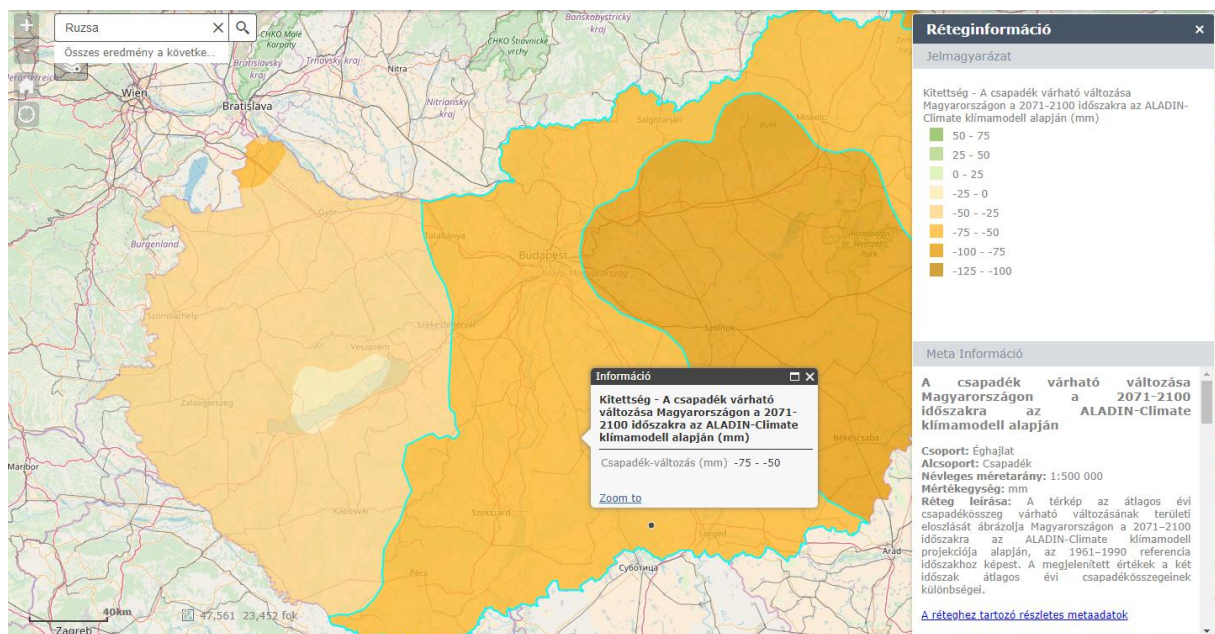 Ruzsa
Összes eredmény a követke...
Banskobystrický
kraj
CHKO Malé
Karpaty
CHKO Štiavnické
vrchy
Bratislavský
kraj
Trnavský kraj
Nitra
Wien
Bratislava
Nitriansky
kraj
Salgótarján
Bükk
Miskolc
Győr
Tatabánya
Burgenland
Budapest
Közép-Magyarország
Hortobágyi
Nemzeti
Park
Szombathely
Székesfehérvár
Szolnok
Veszprém
Zalaegerszeg
Békéscsaba
Maribor
Kaposvár
Szekszárd
Szeged
Pécs
Суботица
Arad
Zagreb
40km
47,561 23,452 fok
Információ
Kitettség - A csapadék várható
változása Magyarországon a 2071-
2100 időszakra az ALADIN-Climate
klímamodell alapján (mm)
Csapadék-változás (mm) -75 - -50
Zoom to
Réteginformáció
Jelmagyarázat
Kitettség - A csapadék várható változása
Magyarországon a 2071-2100 időszakra az ALADIN-
Climate klímamodell alapján (mm)
50 - 75
25 - 50
0 - 25
-25 - 0
-50 - -25
-75 - -50
-100 - -75
-125 - -100
Meta Információ
A csapadék várható változása
Magyarországon a 2071-2100
időszakra az ALADIN-Climate
klímamodell alapján
Csoport: Éghajlat
Alcsoport: Csapadék
Névleges méretarány: 1:500 000
Mértékegység: mm
Réteg leírása: A térkép az átlagos évi
csapadékösszeg várható változásának területi
eloszlását ábrázolja Magyarországon a 2071–2100
időszakra az ALADIN-Climate klímamodell
projekciója alapján, az 1961–1990 referencia
időszakhoz képest. A megjelenített értékek a két
időszak átlagos évi csapadékösszegeinek
különbségei.
A réteghez tartozó részletes metaadatok